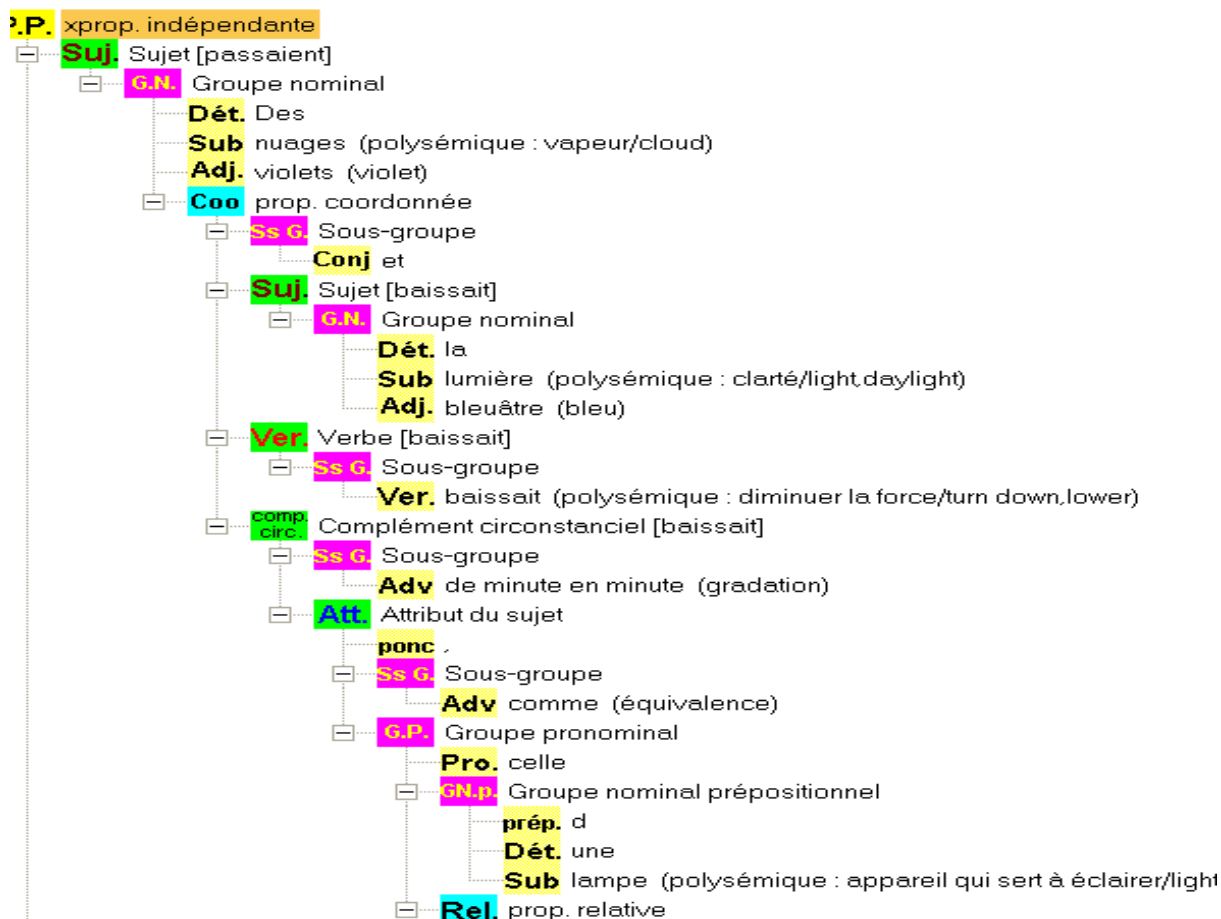 P.P. xprop. indépendante
Suj. Sujet [passaient]
G.N. Groupe nominal
Dét. Des
Sub nuages (polysémique : vapeur/cloud)
Adj. violets (violet)
Coo prop. coordonnée
Ss G. Sous-groupe
Conj et
Suj. Sujet [baissait]
G.N. Groupe nominal
Dét. la
Sub lumière (polysémique : clarté/light,daylight)
Adj. bleuâtre (bleu)
Ver. Verbe [baissait]
Ss G. Sous-groupe
Ver. baissait (polysémique : diminuer la force/turn down,lower)
comp. circ. Complément circonstanciel [baissait]
Ss G. Sous-groupe
Adv de minute en minute (gradation)
Att. Attribut du sujet
ponc ,
Ss G. Sous-groupe
Adv comme (équivalence)
G.P. Groupe pronominal
Pro. celle
GN.p. Groupe nominal prépositionnel
prép. d
Dét. une
Sub lampe (polysémique : appareil qui sert à éclairer/light
Rel. prop. relative